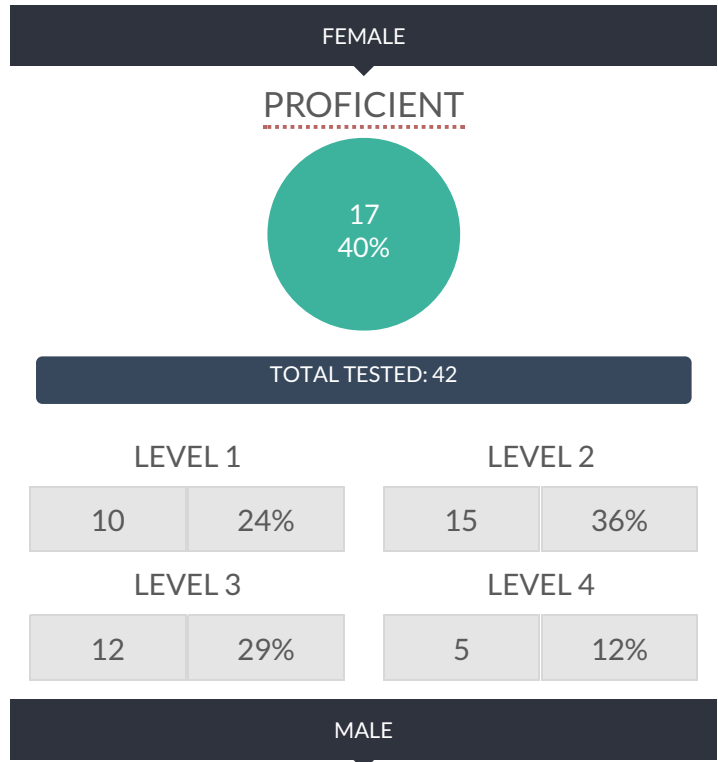 FEMALE
PROFICIENT
17
40%
TOTAL TESTED: 42
LEVEL 1
10 24%
LEVEL 2
15 36%
LEVEL 3
12 29%
LEVEL 4
5 12%
MALE